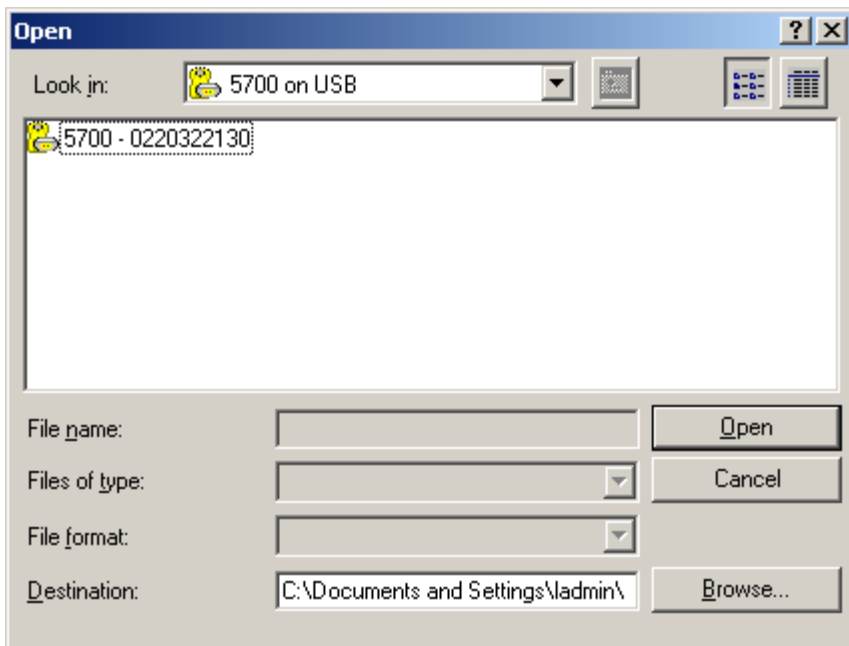 Open
Look in:
5700 on USB
5700 - 0220322130
File name:
Open
Files of type:
Cancel
File format:
Destination:
C:\Documents and Settings\ladmin\
Browse...